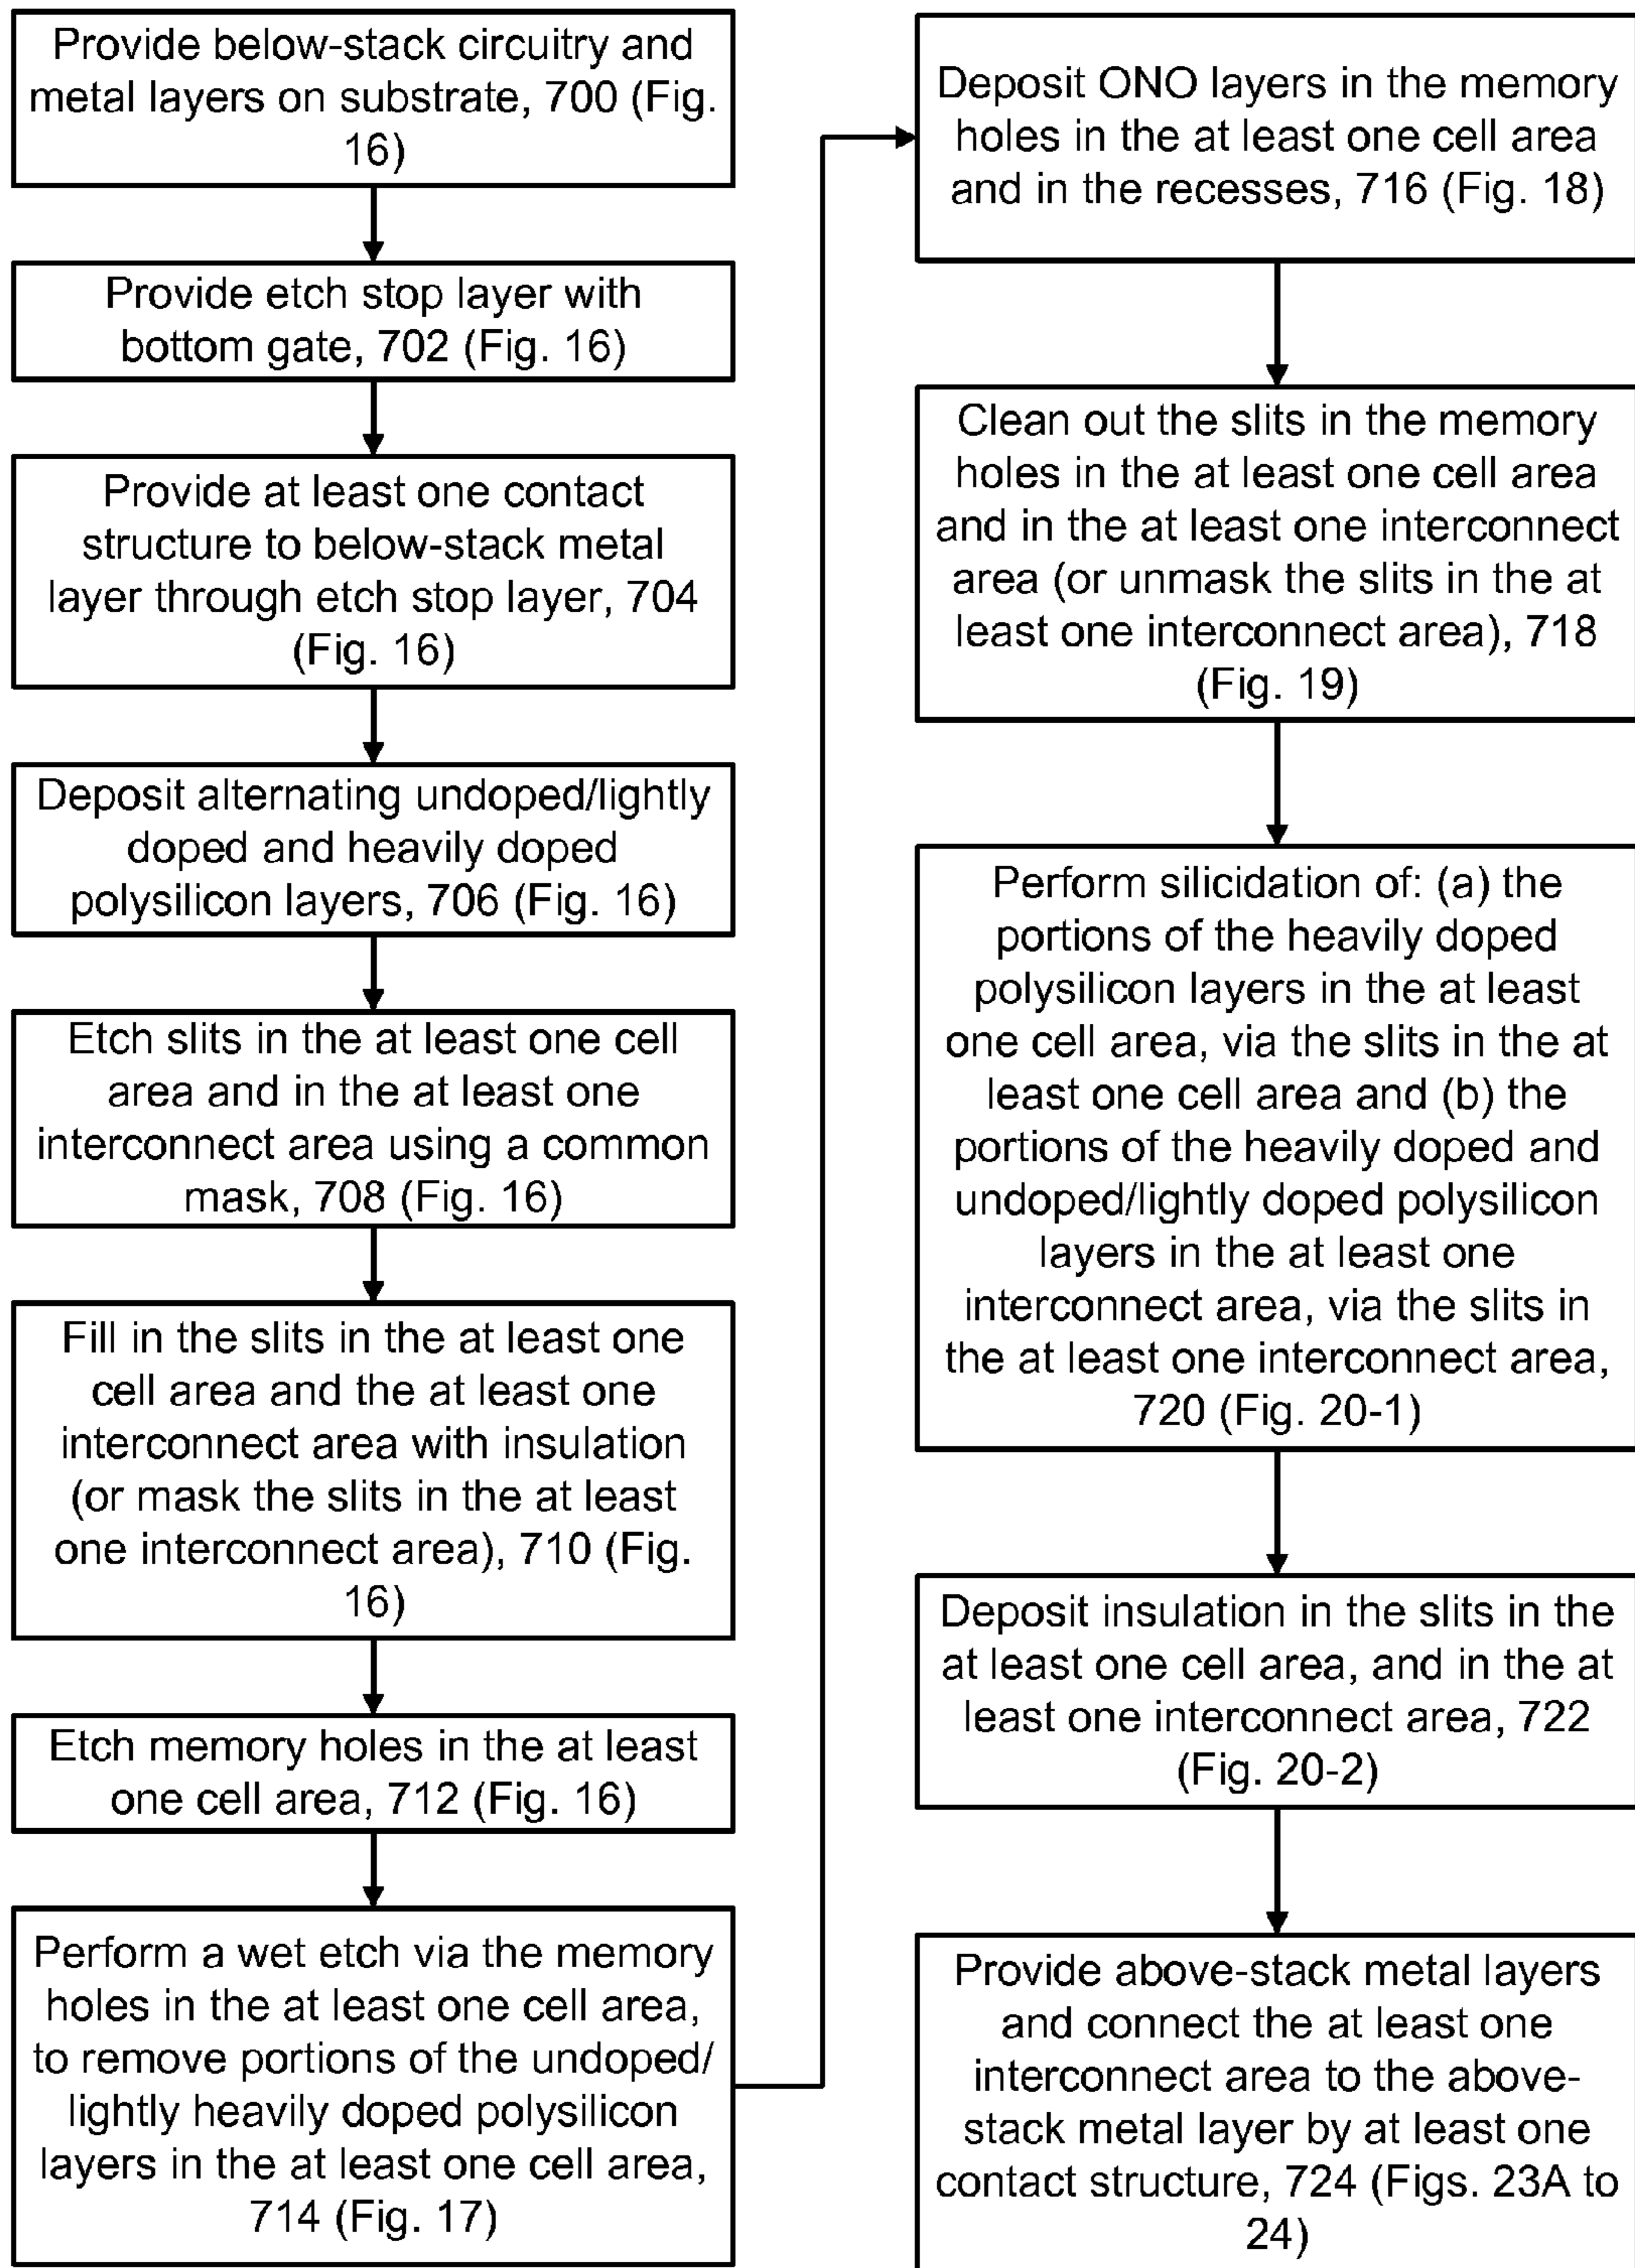 Provide below-stack circuitry and
metal layers on substrate, 700 (Fig.
16)
Provide etch stop layer with
bottom gate, 702 (Fig. 16)
Provide at least one contact
structure to below-stack metal
layer through etch stop layer, 704
(Fig. 16)
Deposit alternating undoped/lightly
doped and heavily doped
polysilicon layers, 706 (Fig. 16)
Etch slits in the at least one cell
area and in the at least one
interconnect area using a common
mask, 708 (Fig. 16)
Fill in the slits in the at least one
cell area and the at least one
interconnect area with insulation
(or mask the slits in the at least
one interconnect area), 710 (Fig.
16)
Etch memory holes in the at least
one cell area, 712 (Fig. 16)
Perform a wet etch via the memory
holes in the at least one cell area,
to remove portions of the undoped/
lightly heavily doped polysilicon
layers in the at least one cell area,
714 (Fig. 17)
Deposit ONO layers in the memory
holes in the at least one cell area
and in the recesses, 716 (Fig. 18)
Clean out the slits in the memory
holes in the at least one cell area
and in the at least one interconnect
area (or unmask the slits in the at
least one interconnect area), 718
(Fig. 19)
Perform silicidation of: (a) the
portions of the heavily doped
polysilicon layers in the at least
one cell area, via the slits in the at
least one cell area and (b) the
portions of the heavily doped and
undoped/lightly doped polysilicon
layers in the at least one
interconnect area, via the slits in
the at least one interconnect area,
720 (Fig. 20-1)
Deposit insulation in the slits in the
at least one cell area, and in the at
least one interconnect area, 722
(Fig. 20-2)
Provide above-stack metal layers
and connect the at least one
interconnect area to the above-
stack metal layer by at least one
contact structure, 724 (Figs. 23A to
24)